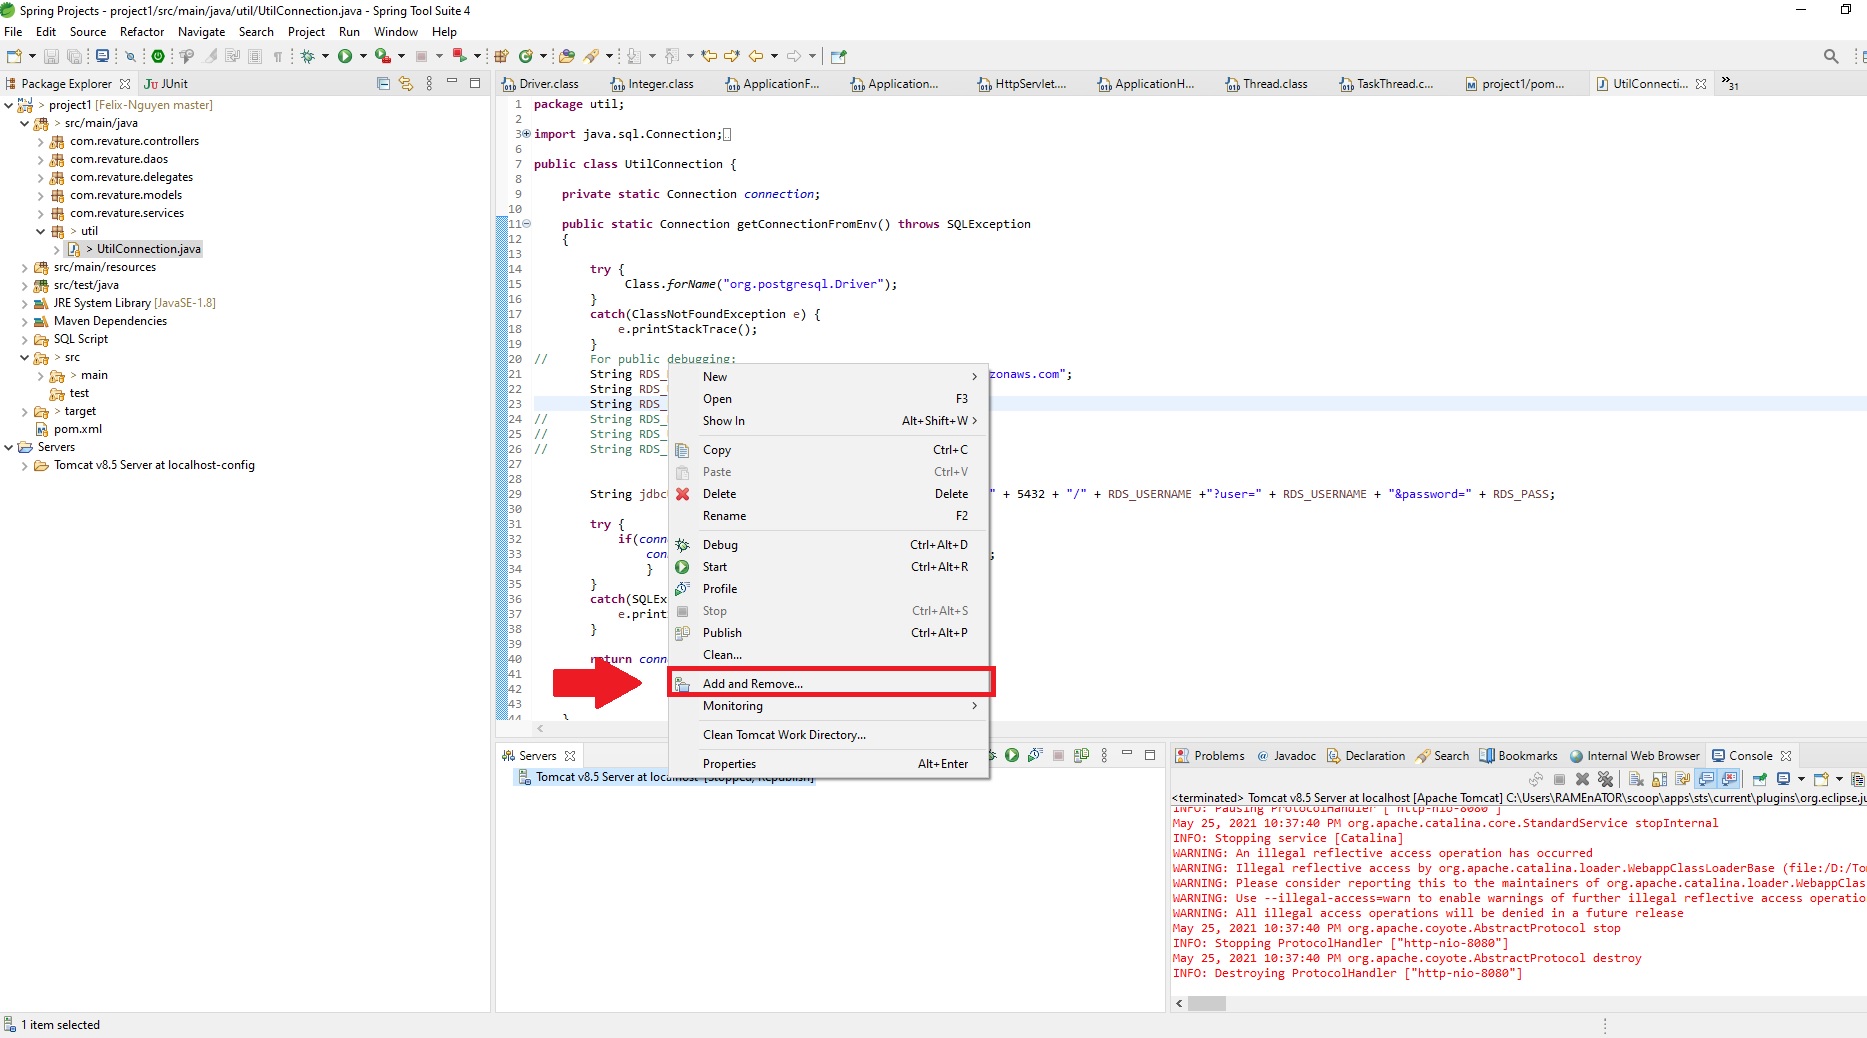 Spring Projects - project1/src/main/java/util/UtilConnection.java - Spring Tool Suite 4
File Edit Source Refactor Navigate Search Project Run Window Help
Package Explorer JUnit
project1 [Felix-Nguyen master]
> src/main/java
com.revature.controllers
com.revature.daos
com.revature.delegates
com.revature.models
com.revature.services
> util
> UtilConnection.java
src/main/resources
src/test/java
JRE System Library [JavaSE-1.8]
Maven Dependencies
SQL Script
> src
> main
test
> target
pom.xml
Servers
Tomcat v8.5 Server at localhost-config
Driver.class Integer.class ApplicationF... Application... HttpServlet.... ApplicationH... Thread.class TaskThread.c... project1/pom... UtilConnecti... »31
1 package util;
2
3 import java.sql.Connection;
6
7 public class UtilConnection {
8
9 private static Connection connection;
10
11 public static Connection getConnectionFromEnv() throws SQLException
12 {
13
14 try {
15 Class.forName("org.postgresql.Driver");
16 }
17 catch(ClassNotFoundException e) {
18 e.printStackTrace();
19 }
20 // For public debugging:
21 String RDS_ zonaws.com";
22 String RDS_
23 String RDS_
24 // String RDS_
25 // String RDS_
26 // String RDS_
27
28
29 String jdbc " + 5432 + "/" + RDS_USERNAME +"?user=" + RDS_USERNAME + "&password=" + RDS_PASS;
30
31 try {
32 if(conn
33 con ;
34 }
35 }
36 catch(SQLEx
37 e.print
38 }
39
40 return conn
41
42
43
44 }
New
Open F3
Show In Alt+Shift+W
Copy Ctrl+C
Paste Ctrl+V
Delete Delete
Rename F2
Debug Ctrl+Alt+D
Start Ctrl+Alt+R
Profile
Stop Ctrl+Alt+S
Publish Ctrl+Alt+P
Clean...
Add and Remove...
Monitoring
Clean Tomcat Work Directory...
Properties Alt+Enter
Servers
Tomcat v8.5 Server at localhost [Stopped, Republish]
Problems Javadoc Declaration Search Bookmarks Internal Web Browser Console
<terminated> Tomcat v8.5 Server at localhost [Apache Tomcat] C:\Users\RAMEnATOR\scoop\apps\sts\current\plugins\org.eclipse.ju
INFO: Pausing ProtocolHandler ["http-nio-8080"]
May 25, 2021 10:37:40 PM org.apache.catalina.core.StandardService stopInternal
INFO: Stopping service [Catalina]
WARNING: An illegal reflective access operation has occurred
WARNING: Illegal reflective access by org.apache.catalina.loader.WebappClassLoaderBase (file:/D:/Tom
WARNING: Please consider reporting this to the maintainers of org.apache.catalina.loader.WebappClas
WARNING: Use --illegal-access=warn to enable warnings of further illegal reflective access operatio
WARNING: All illegal access operations will be denied in a future release
May 25, 2021 10:37:40 PM org.apache.coyote.AbstractProtocol stop
INFO: Stopping ProtocolHandler ["http-nio-8080"]
May 25, 2021 10:37:40 PM org.apache.coyote.AbstractProtocol destroy
INFO: Destroying ProtocolHandler ["http-nio-8080"]
1 item selected